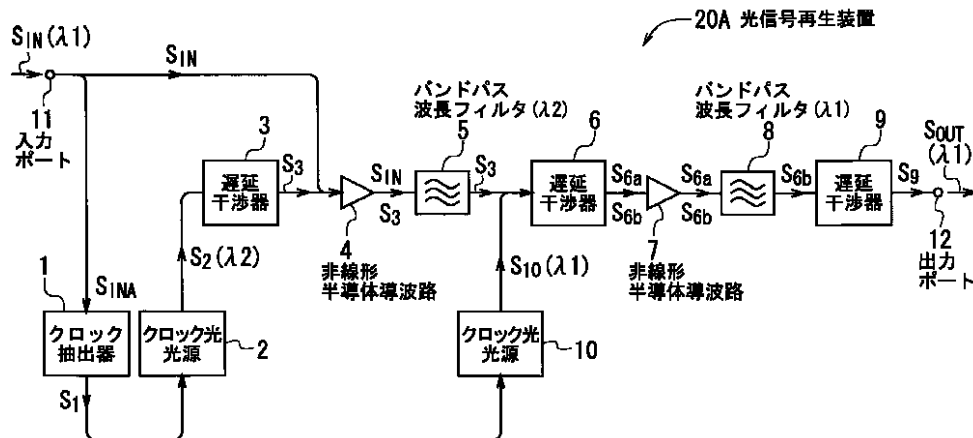 20A 光信号再生装置
SIN(λ1)
SIN
11
入力
ポート
3
遅延
干渉器
S3
バンドパス
波長フィルタ(λ2)
5
SIN
S3
S3
4
非線形
半導体導波路
6
遅延
干渉器
S6a
S6b
S6a
S6b
7
非線形
半導体導波路
バンドパス
波長フィルタ(λ1)
8
S6b
9
遅延
干渉器
S9
SOUT
(λ1)
12
出力
ポート
S2(λ2)
S10(λ1)
SINA
1
クロック
抽出器
S1
クロック光
光源
2
クロック光
光源
10